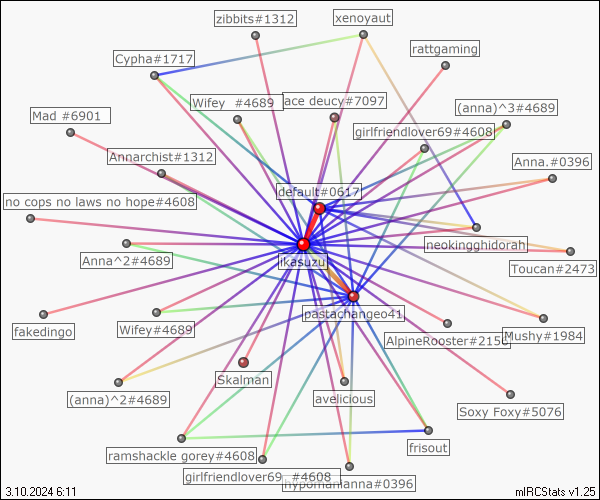 zibbits#1312
xenoyaut
rattgaming
Cypha#1717
Wifey #4689
ace deucy#7097
(anna)^3#4689
Mad #6901
girlfriendlover69#4608
Annarchist#1312
Anna.#0396
default#0617
no cops no laws no hope#4608
neokingghidorah
Anna^2#4689
ikasuzu
Toucan#2473
fakedingo
Wifey#4689
pastachangeo41
AlpineRooster#2150
Mushy#1984
Skalman
(anna)^2#4689
avelicious
Soxy Foxy#5076
ramshackle gorey#4608
frisout
girlfriendlover69 #4608
anna#0396
3.10.2024 6:11
mIRCStats v1.25